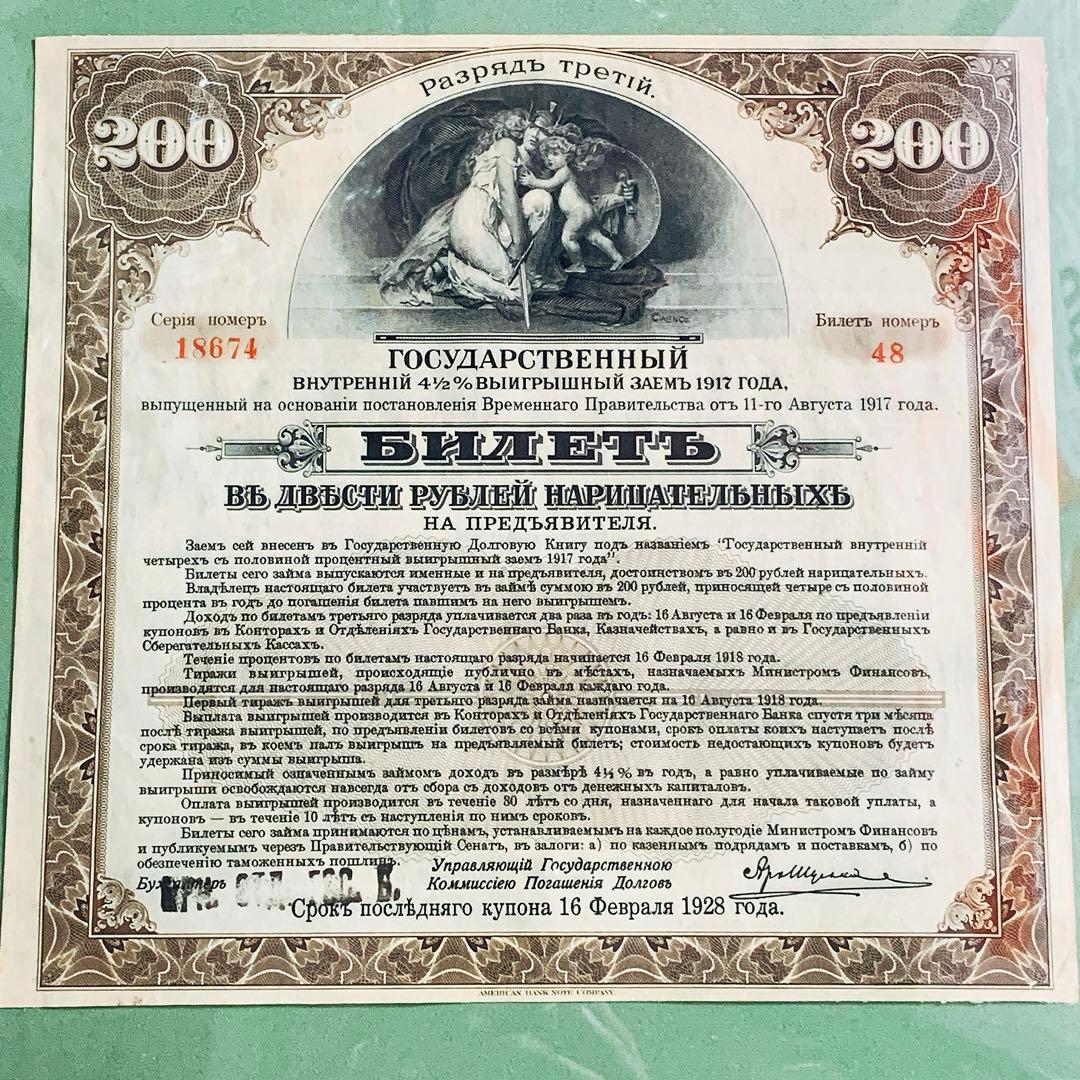 Разрядъ третій.
200
200
Серія номеръ
18674
Билетъ номеръ
48
ГОСУДАРСТВЕННЫЙ
ВНУТРЕННІЙ 4½% ВЫИГРЫШНЫЙ ЗАЕМЪ 1917 ГОДА,
выпущенный на основаніи постановленія Временнаго Правительства отъ 11-го Августа 1917 года.
БИЛЕТЪ
ВЪ ДВѢСТИ РУБЛЕЙ НАРИЦАТЕЛЬНЫХЪ
НА ПРЕДЪЯВИТЕЛЯ.
Заемъ сей внесенъ въ Государственную Долговую Книгу подъ названіемъ "Государственный внутренній
четырехъ съ половиной процентный выигрышный заемъ 1917 года".
Билеты сего займа выпускаются именные и на предъявителя, достоинствомъ въ 200 рублей нарицательныхъ.
Владѣлецъ настоящаго билета участвуетъ въ займѣ суммою въ 200 рублей, приносящей четыре съ половиной
процента въ годъ до погашенія билета павшимъ на него выигрышемъ.
Доходъ по билетамъ третьяго разряда уплачивается два раза въ годъ: 16 Августа и 16 Февраля по предъявленіи
купоновъ въ Конторахъ и Отдѣленіяхъ Государственнаго Банка, Казначействахъ, а равно и въ Государственныхъ
Сберегательныхъ Кассахъ.
Теченіе процентовъ по билетамъ настоящаго разряда начинается 16 Февраля 1918 года.
Тиражи выигрышей, происходящіе публично въ мѣстахъ, назначаемыхъ Министромъ Финансовъ,
производятся для настоящаго разряда 16 Августа и 16 Февраля каждаго года.
Первый тиражъ выигрышей для третьяго разряда займа назначается на 16 Августа 1918 года.
Выплата выигрышей производится въ Конторахъ и Отдѣленіяхъ Государственнаго Банка спустя три мѣсяца
послѣ тиража выигрышей, по предъявленіи билетовъ со всѣми купонами, срокъ оплаты коихъ наступаетъ послѣ
срока тиража, въ коемъ палъ выигрышъ на предъявляемый билетъ; стоимость недостающихъ купоновъ будетъ
удержана изъ суммы выигрыша.
Приносимый означеннымъ займомъ доходъ въ размѣрѣ 4½% въ годъ, а равно уплачиваемые по займу
выигрыши освобождаются навсегда отъ сбора съ доходовъ отъ денежныхъ капиталовъ.
Оплата выигрышей производится въ теченіе 30 лѣтъ со дня, назначеннаго для начала таковой уплаты, а
купоновъ — въ теченіе 10 лѣтъ съ наступленія по нимъ сроковъ.
Билеты сего займа принимаются по цѣнамъ, устанавливаемымъ на каждое полугодіе Министромъ Финансовъ
и публикуемымъ черезъ Правительствующій Сенатъ, въ залоги: а) по казеннымъ подрядамъ и поставкамъ, б) по
обезпеченію таможенныхъ пошлинъ.
Управляющій Государственною
Коммиссіею Погашенія Долговъ
Бухгалтеръ
Срокъ послѣдняго купона 16 Февраля 1928 года.
AMERICAN BANK NOTE COMPANY.